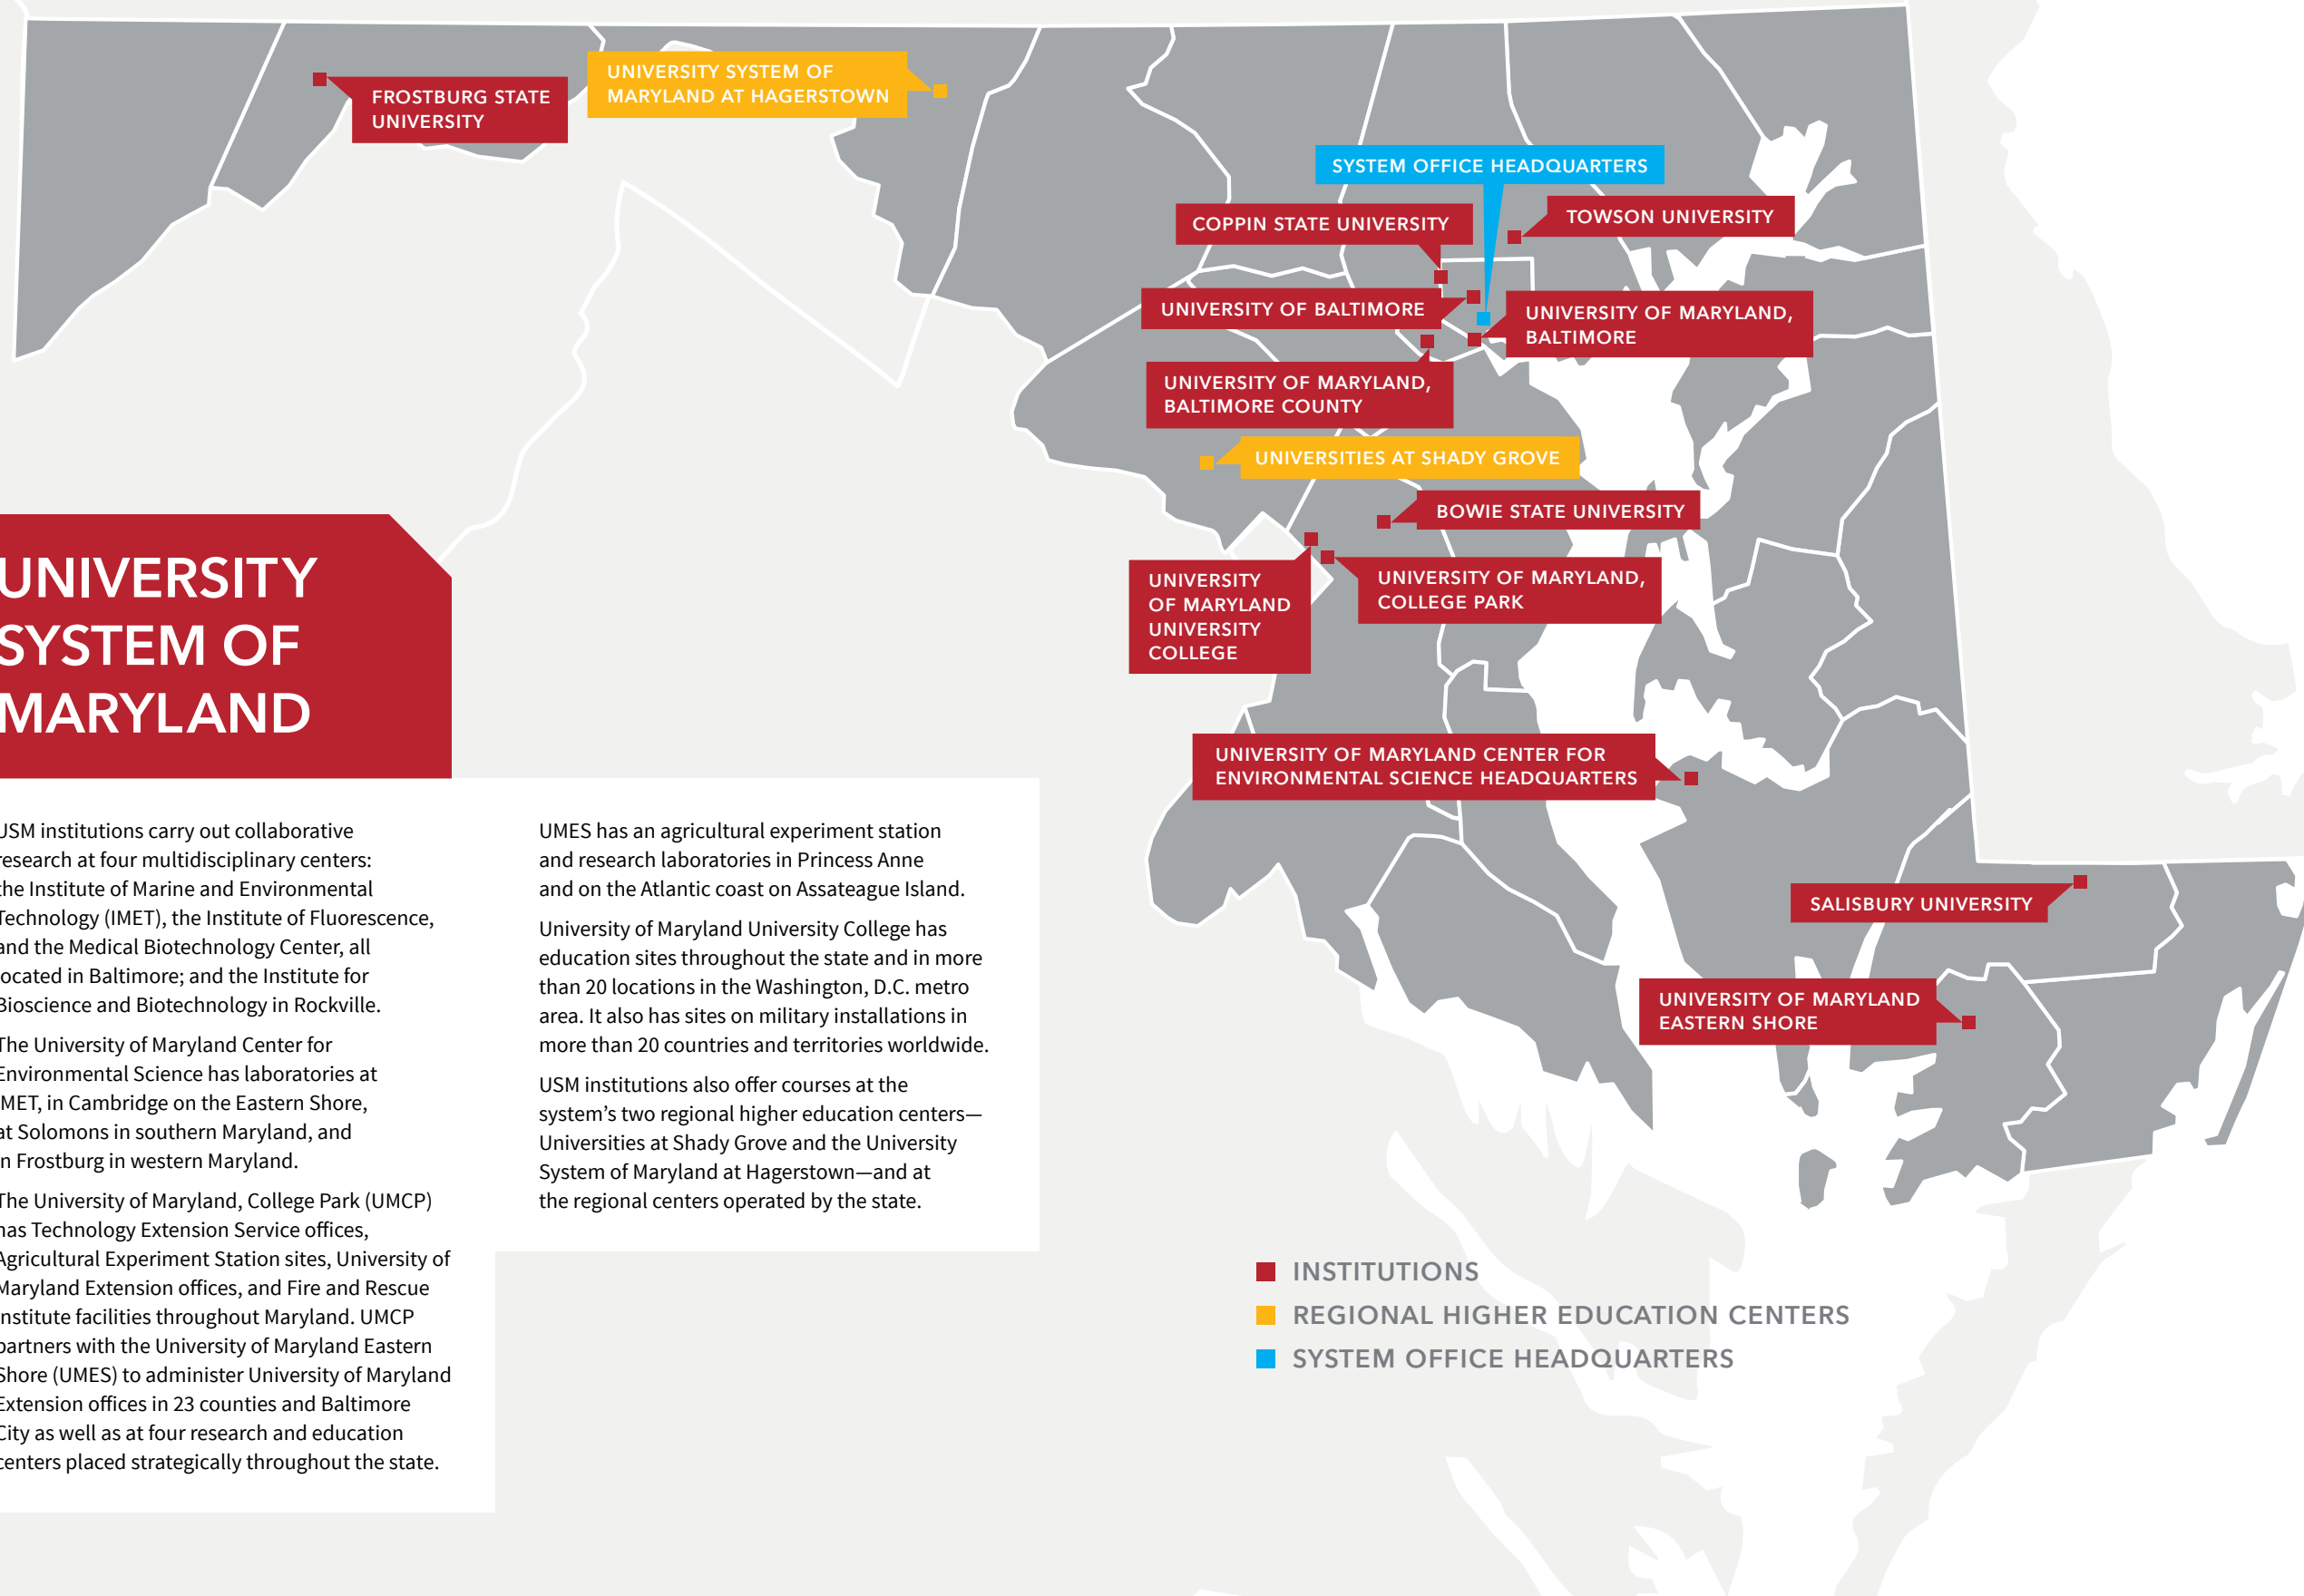 FROSTBURG STATE
UNIVERSITY
UNIVERSITY SYSTEM OF
MARYLAND AT HAGERSTOWN
SYSTEM OFFICE HEADQUARTERS
COPPIN STATE UNIVERSITY
TOWSON UNIVERSITY
UNIVERSITY OF BALTIMORE
UNIVERSITY OF MARYLAND,
BALTIMORE
UNIVERSITY OF MARYLAND,
BALTIMORE COUNTY
UNIVERSITIES AT SHADY GROVE
BOWIE STATE UNIVERSITY
UNIVERSITY
OF MARYLAND
UNIVERSITY
COLLEGE
UNIVERSITY OF MARYLAND,
COLLEGE PARK
UNIVERSITY OF MARYLAND CENTER FOR
ENVIRONMENTAL SCIENCE HEADQUARTERS
SALISBURY UNIVERSITY
UNIVERSITY OF MARYLAND
EASTERN SHORE
UNIVERSITY
SYSTEM OF
MARYLAND
USM institutions carry out collaborative
research at four multidisciplinary centers:
the Institute of Marine and Environmental
Technology (IMET), the Institute of Fluorescence,
and the Medical Biotechnology Center, all
located in Baltimore; and the Institute for
Bioscience and Biotechnology in Rockville.
The University of Maryland Center for
Environmental Science has laboratories at
IMET, in Cambridge on the Eastern Shore,
at Solomons in southern Maryland, and
in Frostburg in western Maryland.
The University of Maryland, College Park (UMCP)
has Technology Extension Service offices,
Agricultural Experiment Station sites, University of
Maryland Extension offices, and Fire and Rescue
Institute facilities throughout Maryland. UMCP
partners with the University of Maryland Eastern
Shore (UMES) to administer University of Maryland
Extension offices in 23 counties and Baltimore
City as well as at four research and education
centers placed strategically throughout the state.
UMES has an agricultural experiment station
and research laboratories in Princess Anne
and on the Atlantic coast on Assateague Island.
University of Maryland University College has
education sites throughout the state and in more
than 20 locations in the Washington, D.C. metro
area. It also has sites on military installations in
more than 20 countries and territories worldwide.
USM institutions also offer courses at the
system's two regional higher education centers—
Universities at Shady Grove and the University
System of Maryland at Hagerstown—and at
the regional centers operated by the state.
INSTITUTIONS
REGIONAL HIGHER EDUCATION CENTERS
SYSTEM OFFICE HEADQUARTERS